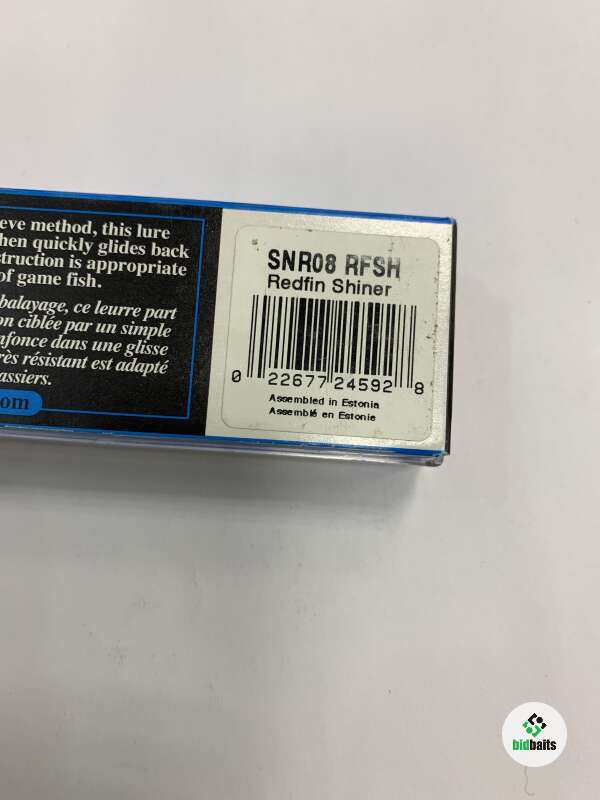 eve method, this lure
hen quickly glides back
struction is appropriate
of game fish.
balayage, ce leurre part
on ciblée par un simple
nfonce dans une glisse
rès résistant est adapté
assiers.
om
SNR08 RFSH
Redfin Shiner
0 22677 24592 8
Assembled in Estonia
Assemblé en Estonie
bidbaits